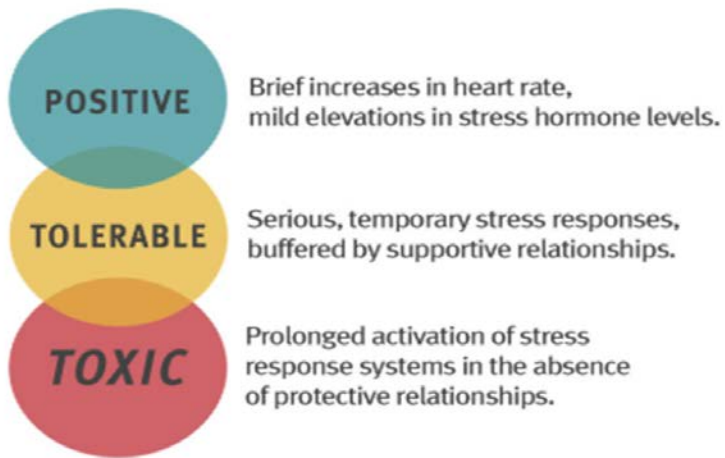 POSITIVE
Brief increases in heart rate,
mild elevations in stress hormone levels.
TOLERABLE
Serious, temporary stress responses,
buffered by supportive relationships.
TOXIC
Prolonged activation of stress
response systems in the absence
of protective relationships.